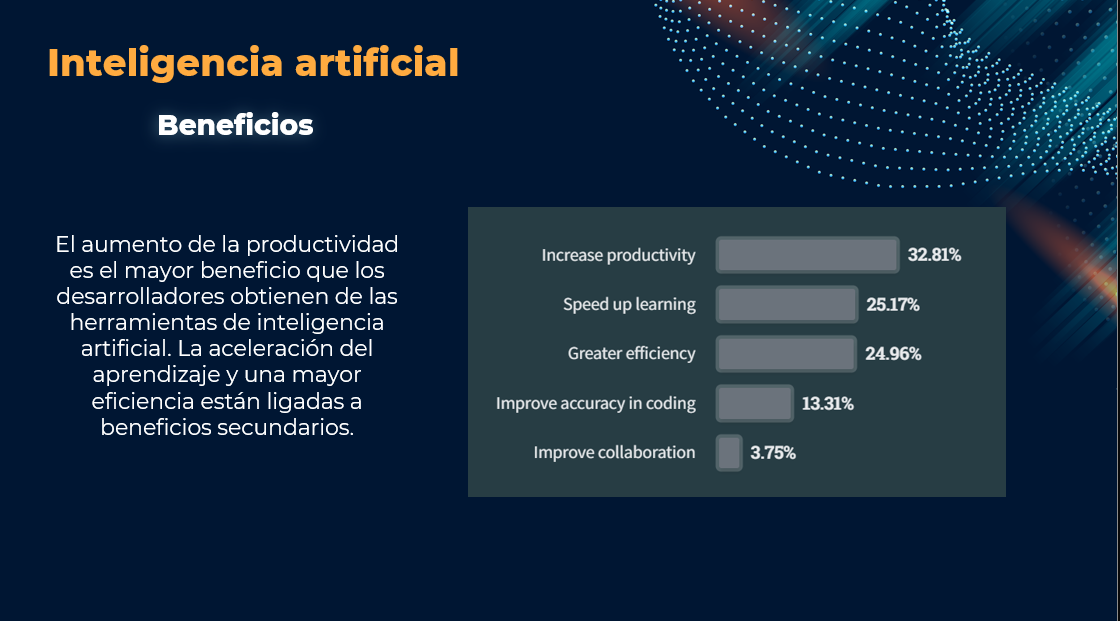 Inteligencia artificial
Beneficios
El aumento de la productividad
es el mayor beneficio que los
desarrolladores obtienen de las
herramientas de inteligencia
artificial. La aceleración del
aprendizaje y una mayor
eficiencia están ligadas a
beneficios secundarios.
Increase productivity 32.81%
Speed up learning 25.17%
Greater efficiency 24.96%
Improve accuracy in coding 13.31%
Improve collaboration 3.75%